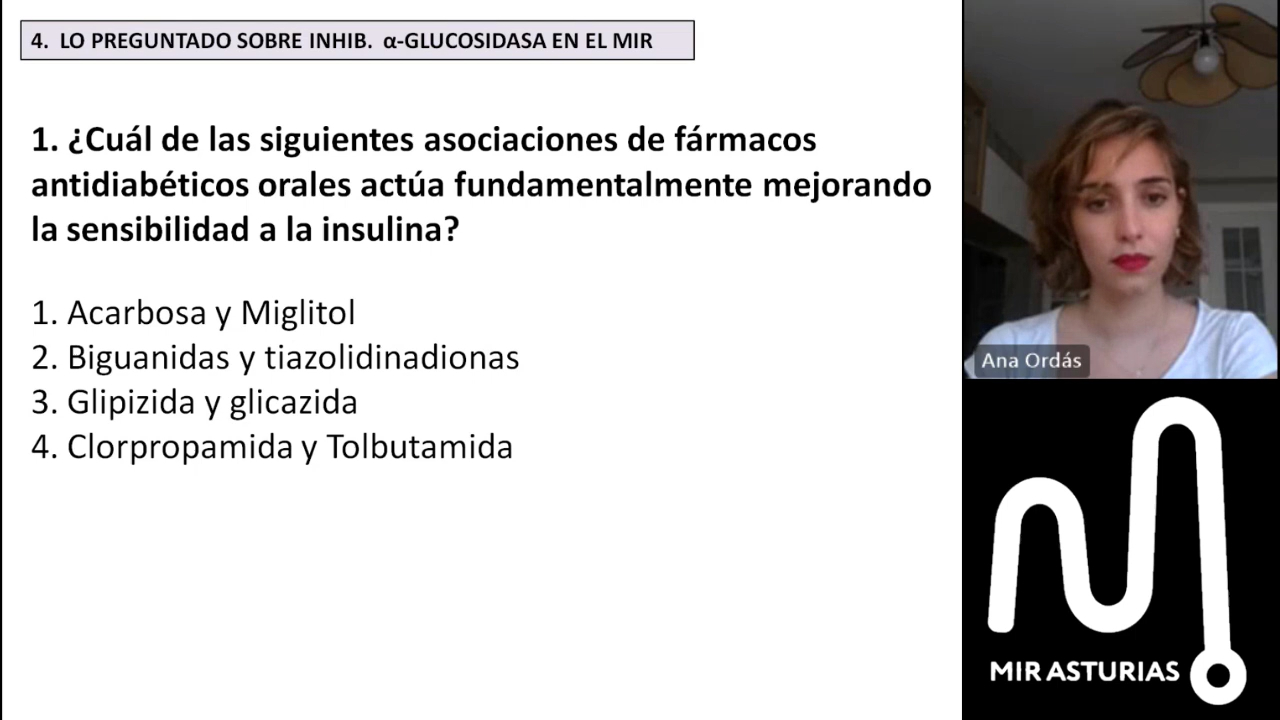 4. LO PREGUNTADO SOBRE INHIB. α-GLUCOSIDASA EN EL MIR
1. ¿Cuál de las siguientes asociaciones de fármacos
antidiabéticos orales actúa fundamentalmente mejorando
la sensibilidad a la insulina?
1. Acarbosa y Miglitol
2. Biguanidas y tiazolidinadionas
3. Glipizida y glicazida
4. Clorpropamida y Tolbutamida
Ana Ordás
MIR ASTURIAS